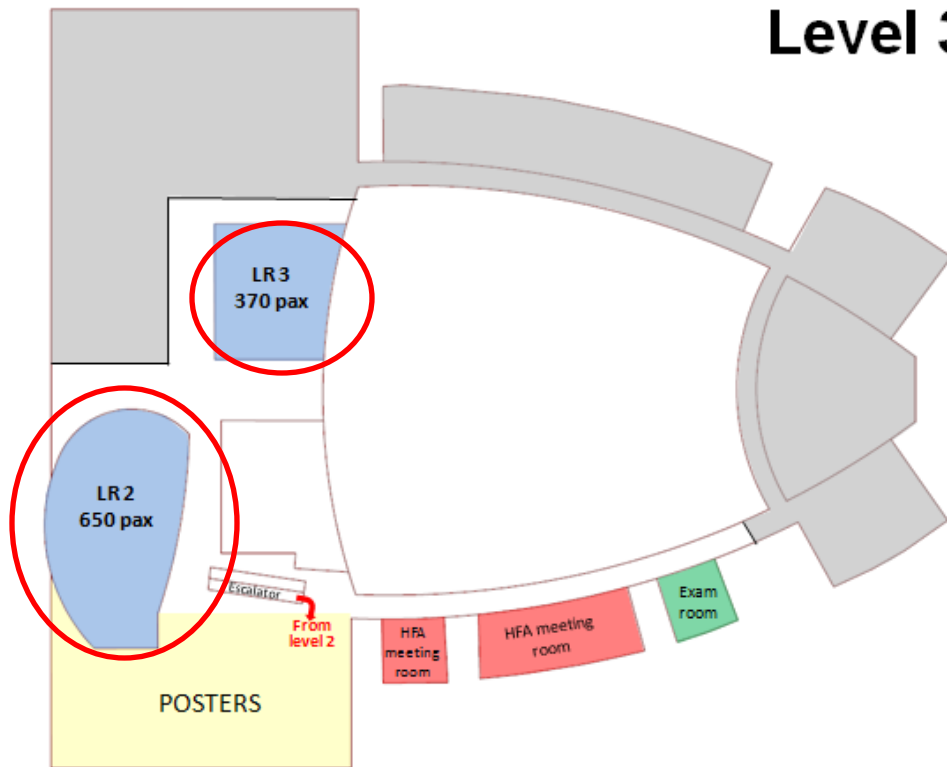 Level 3
LR 3
370 pax
LR 2
650 pax
Escalator
From
level 2
HFA
meeting
room
HFA meeting
room
Exam
room
POSTERS